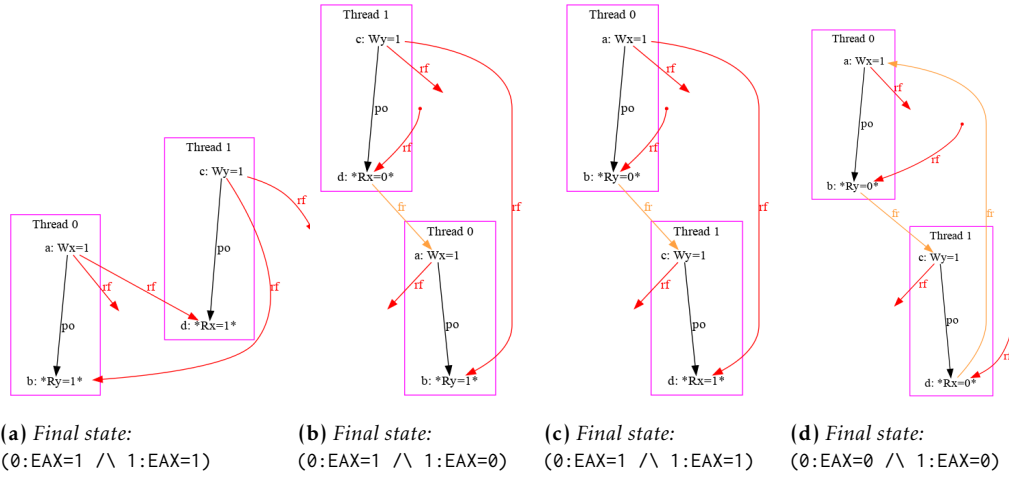 Thread 0
a: Wx=1
rf
rf
po
b: *Ry=1*
Thread 1
c: Wy=1
rf
po
rf
d: *Rx=1*
(a) Final state:
(0:EAX=1 /\ 1:EAX=1)
Thread 1
c: Wy=1
rf
po
rf
d: *Rx=0*
fr
rf
Thread 0
a: Wx=1
rf
po
b: *Ry=1*
(b) Final state:
(0:EAX=1 /\ 1:EAX=0)
Thread 0
a: Wx=1
rf
po
rf
b: *Ry=0*
fr
rf
Thread 1
c: Wy=1
rf
po
d: *Rx=1*
(c) Final state:
(0:EAX=1 /\ 1:EAX=1)
Thread 0
a: Wx=1
rf
po
rf
b: *Ry=0*
fr
fr
Thread 1
c: Wy=1
rf
po
rf
d: *Rx=0*
(d) Final state:
(0:EAX=0 /\ 1:EAX=0)